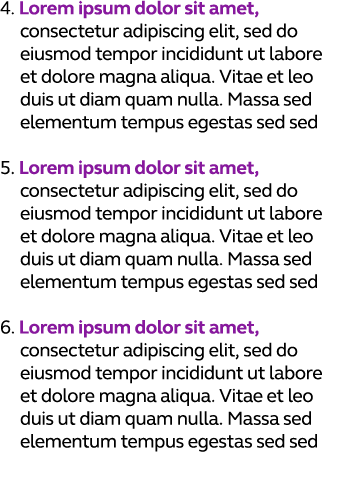 4. Lorem ipsum dolor sit amet,
consectetur adipiscing elit, sed do
eiusmod tempor incididunt ut labore
et dolore magna aliqua. Vitae et leo
duis ut diam quam nulla. Massa sed
elementum tempus egestas sed sed
5. Lorem ipsum dolor sit amet,
consectetur adipiscing elit, sed do
eiusmod tempor incididunt ut labore
et dolore magna aliqua. Vitae et leo
duis ut diam quam nulla. Massa sed
elementum tempus egestas sed sed
6. Lorem ipsum dolor sit amet,
consectetur adipiscing elit, sed do
eiusmod tempor incididunt ut labore
et dolore magna aliqua. Vitae et leo
duis ut diam quam nulla. Massa sed
elementum tempus egestas sed sed